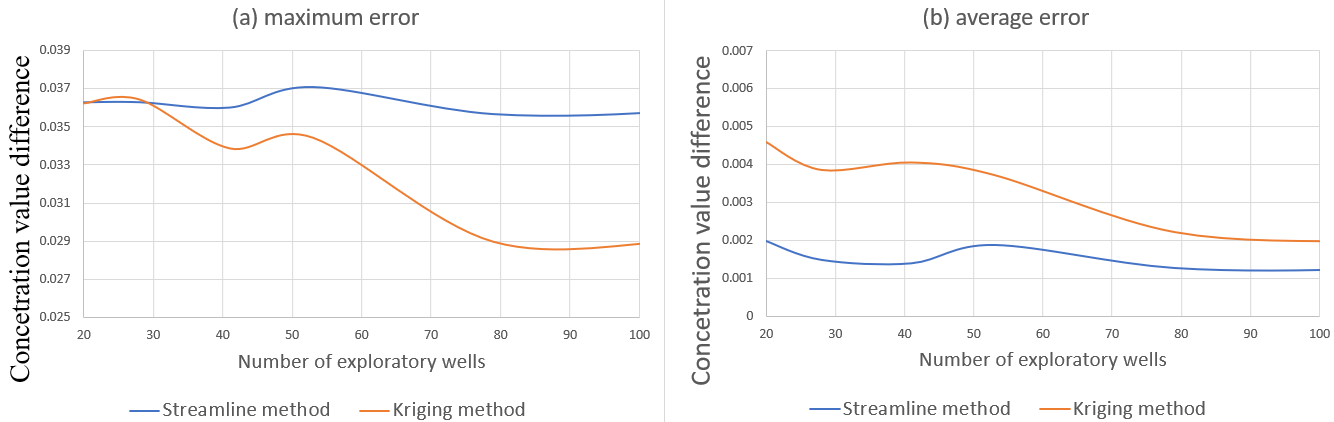 (a) maximum error
Concetration value difference
0.039
0.037
0.035
0.033
0.031
0.029
0.027
0.025
20 30 40 50 60 70 80 90 100
Number of exploratory wells
Streamline method Kriging method
(b) average error
Concetration value difference
0.007
0.006
0.005
0.004
0.003
0.002
0.001
0
20 30 40 50 60 70 80 90 100
Number of exploratory wells
Streamline method Kriging method